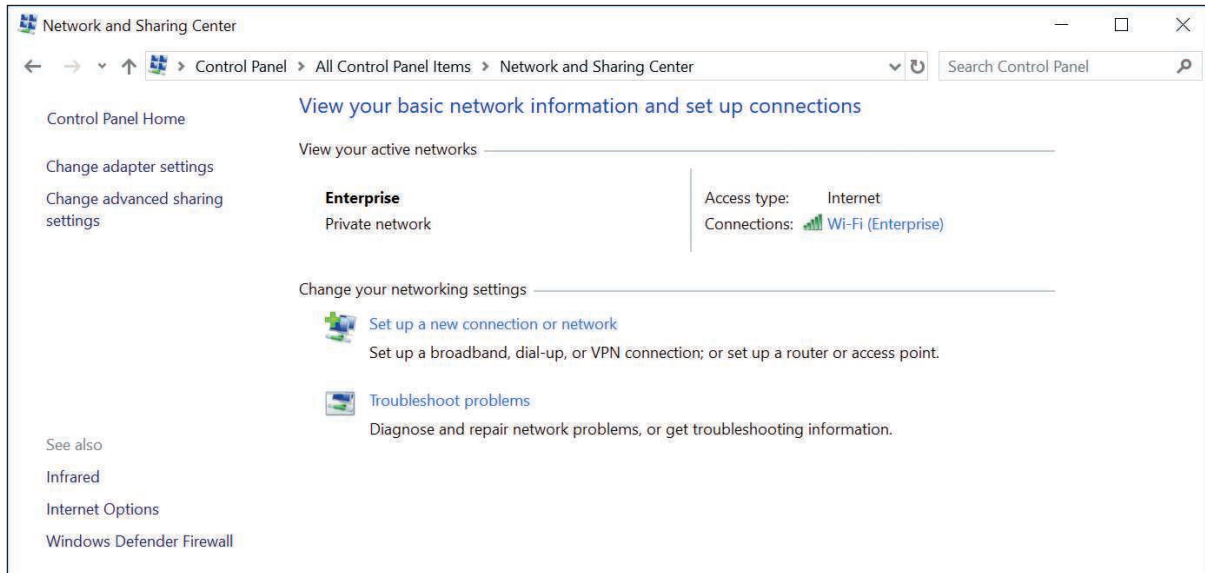 Network and Sharing Center
Control Panel > All Control Panel Items > Network and Sharing Center
Search Control Panel
Control Panel Home
Change adapter settings
Change advanced sharing
settings
See also
Infrared
Internet Options
Windows Defender Firewall
View your basic network information and set up connections
View your active networks
Enterprise
Private network
Access type: Internet
Connections: Wi-Fi (Enterprise)
Change your networking settings
Set up a new connection or network
Set up a broadband, dial-up, or VPN connection; or set up a router or access point.
Troubleshoot problems
Diagnose and repair network problems, or get troubleshooting information.